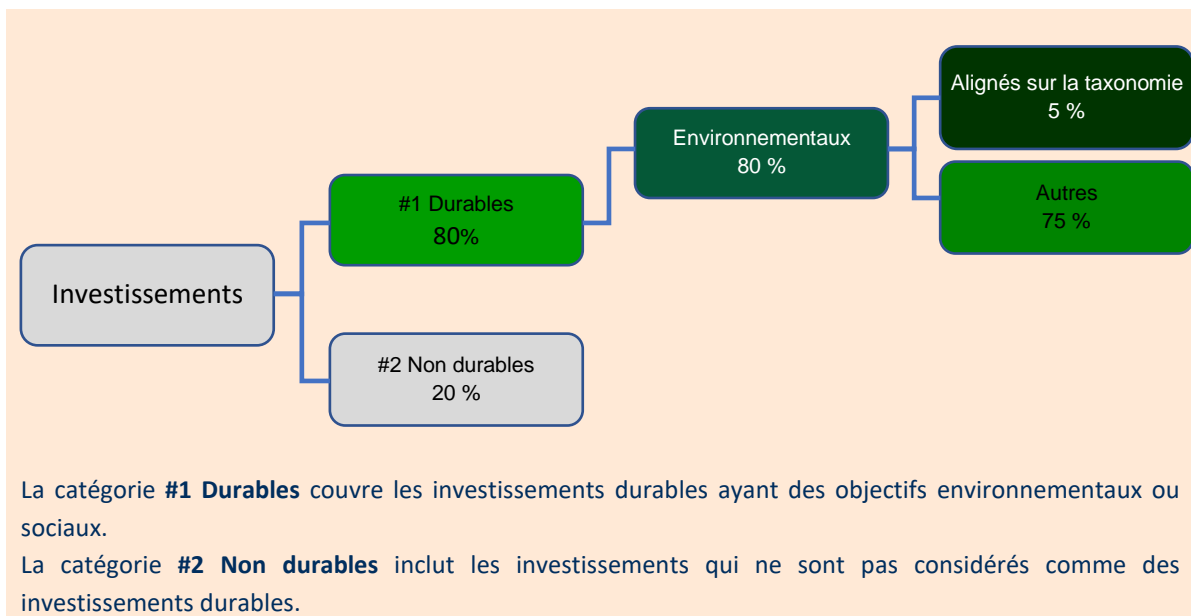 Alignés sur la taxonomie
5 %
Environnementaux
80 %
Autres
75 %
#1 Durables
80%
Investissements
#2 Non durables
20 %
La catégorie #1 Durables couvre les investissements durables ayant des objectifs environnementaux ou
sociaux.
La catégorie #2 Non durables inclut les investissements qui ne sont pas considérés comme des
investissements durables.